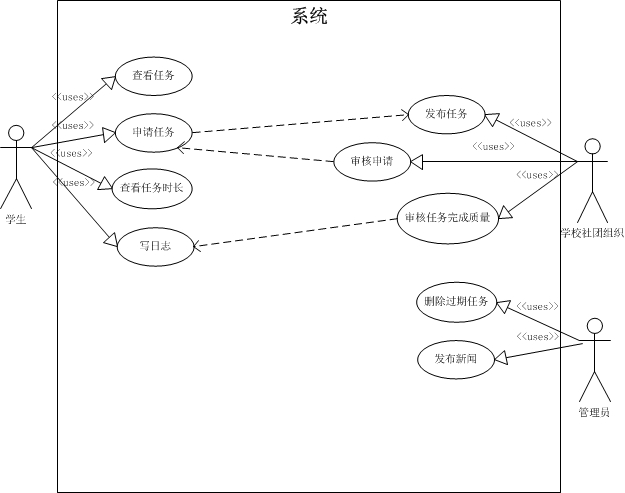 系统
查看任务
<<uses>>
发布任务
<<uses>>
申请任务
<<uses>>
<<uses>>
<<uses>>
审核申请
<<uses>>
查看任务时长
<<uses>>
学生
审核任务完成质量
学校社团组织
写日志
删除过期任务
<<uses>>
<<uses>>
发布新闻
管理员